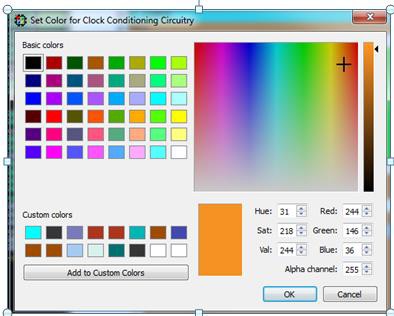 Set Color for Clock Conditioning Circuitry
Basic colors
Custom colors
Add to Custom Colors
Hue: 31 Red: 244
Sat: 218 Green: 146
Val: 244 Blue: 36
Alpha channel: 255
OK Cancel